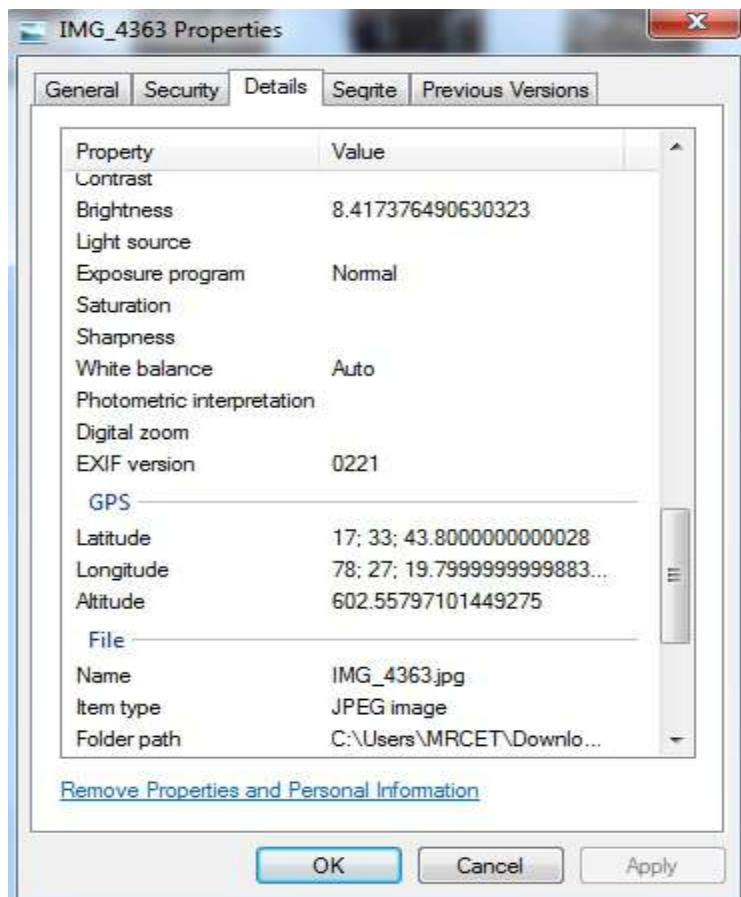 IMG_4363 Properties
General Security Details Seqrite Previous Versions
Property Value
Contrast
Brightness 8.417376490630323
Light source
Exposure program Normal
Saturation
Sharpness
White balance Auto
Photometric interpretation
Digital zoom
EXIF version 0221
GPS
Latitude 17; 33; 43.8000000000028
Longitude 78; 27; 19.7999999999883...
Altitude 602.55797101449275
File
Name IMG_4363.jpg
Item type JPEG image
Folder path C:\Users\MRCET\Downlo...
Remove Properties and Personal Information
OK Cancel Apply